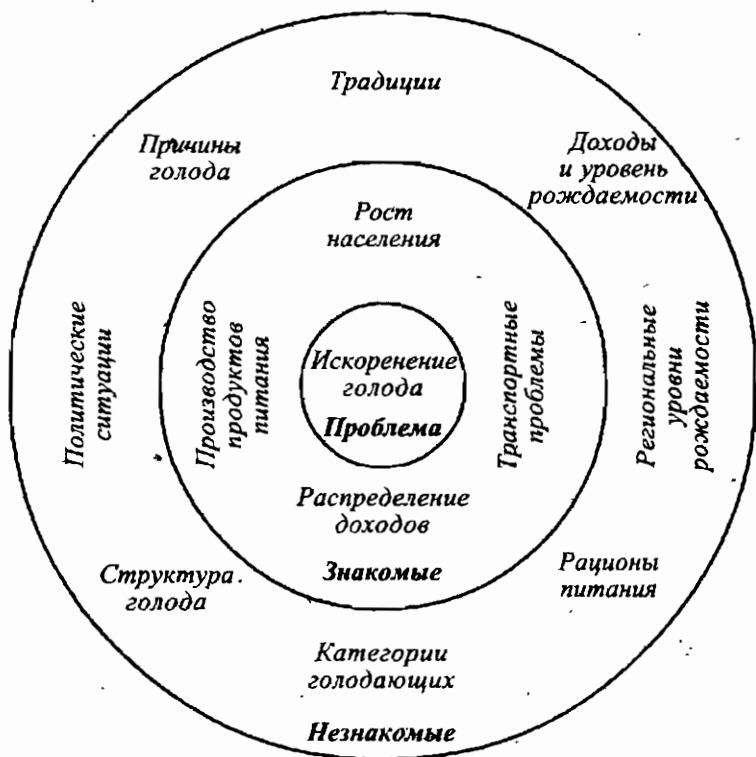 Традиции
Причины
голода
Доходы
и уровень
рождаемости
Рост
населения
Политические
ситуации
Производство
продуктов
питания
Искоренение
голода
Проблема
Транспортные
проблемы
Региональные
уровни
рождаемости
Распределение
доходов
Знакомые
Структура
голода
Рационы
питания
Категории
голодающих
Незнакомые